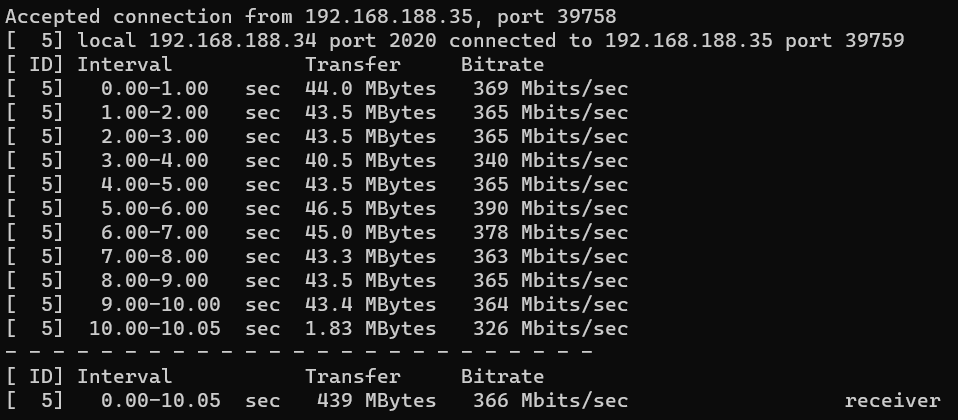 Accepted connection from 192.168.188.35, port 39758
[  5] local 192.168.188.34 port 2020 connected to 192.168.188.35 port 39759
[ ID] Interval           Transfer     Bitrate
[  5]   0.00-1.00   sec  44.0 MBytes   369 Mbits/sec
[  5]   1.00-2.00   sec  43.5 MBytes   365 Mbits/sec
[  5]   2.00-3.00   sec  43.5 MBytes   365 Mbits/sec
[  5]   3.00-4.00   sec  40.5 MBytes   340 Mbits/sec
[  5]   4.00-5.00   sec  43.5 MBytes   365 Mbits/sec
[  5]   5.00-6.00   sec  46.5 MBytes   390 Mbits/sec
[  5]   6.00-7.00   sec  45.0 MBytes   378 Mbits/sec
[  5]   7.00-8.00   sec  43.3 MBytes   363 Mbits/sec
[  5]   8.00-9.00   sec  43.5 MBytes   365 Mbits/sec
[  5]   9.00-10.00  sec  43.4 MBytes   364 Mbits/sec
[  5]  10.00-10.05  sec  1.83 MBytes   326 Mbits/sec
- - - - - - - - - - - - - - - - - - - - - - - - -
[ ID] Interval           Transfer     Bitrate
[  5]   0.00-10.05  sec   439 MBytes   366 Mbits/sec                  receiver